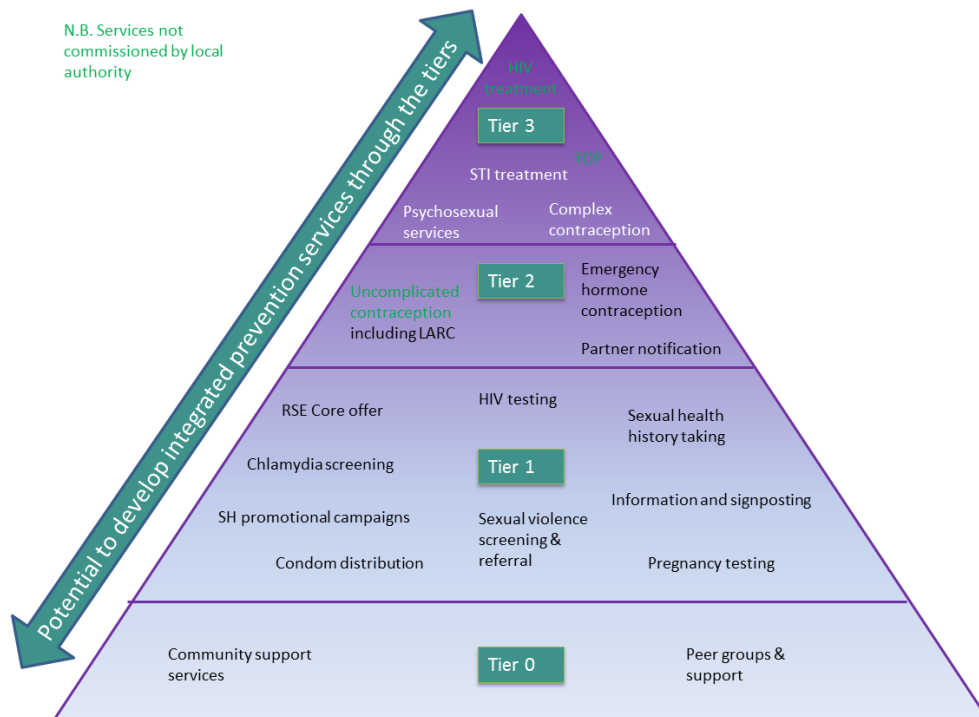 N.B. Services not
commissioned by local
authority
Potential to develop integrated prevention services through the tiers
HIV
treatment
Tier 3
TOP
STI treatment
Psychosexual
services
Complex
contraception
Tier 2
Uncomplicated
contraception
including LARC
Emergency
hormone
contraception
Partner notification
RSE Core offer
HIV testing
Sexual health
history taking
Chlamydia screening
Tier 1
Information and signposting
SH promotional campaigns
Sexual violence
screening &
referral
Condom distribution
Pregnancy testing
Community support
services
Tier 0
Peer groups &
support